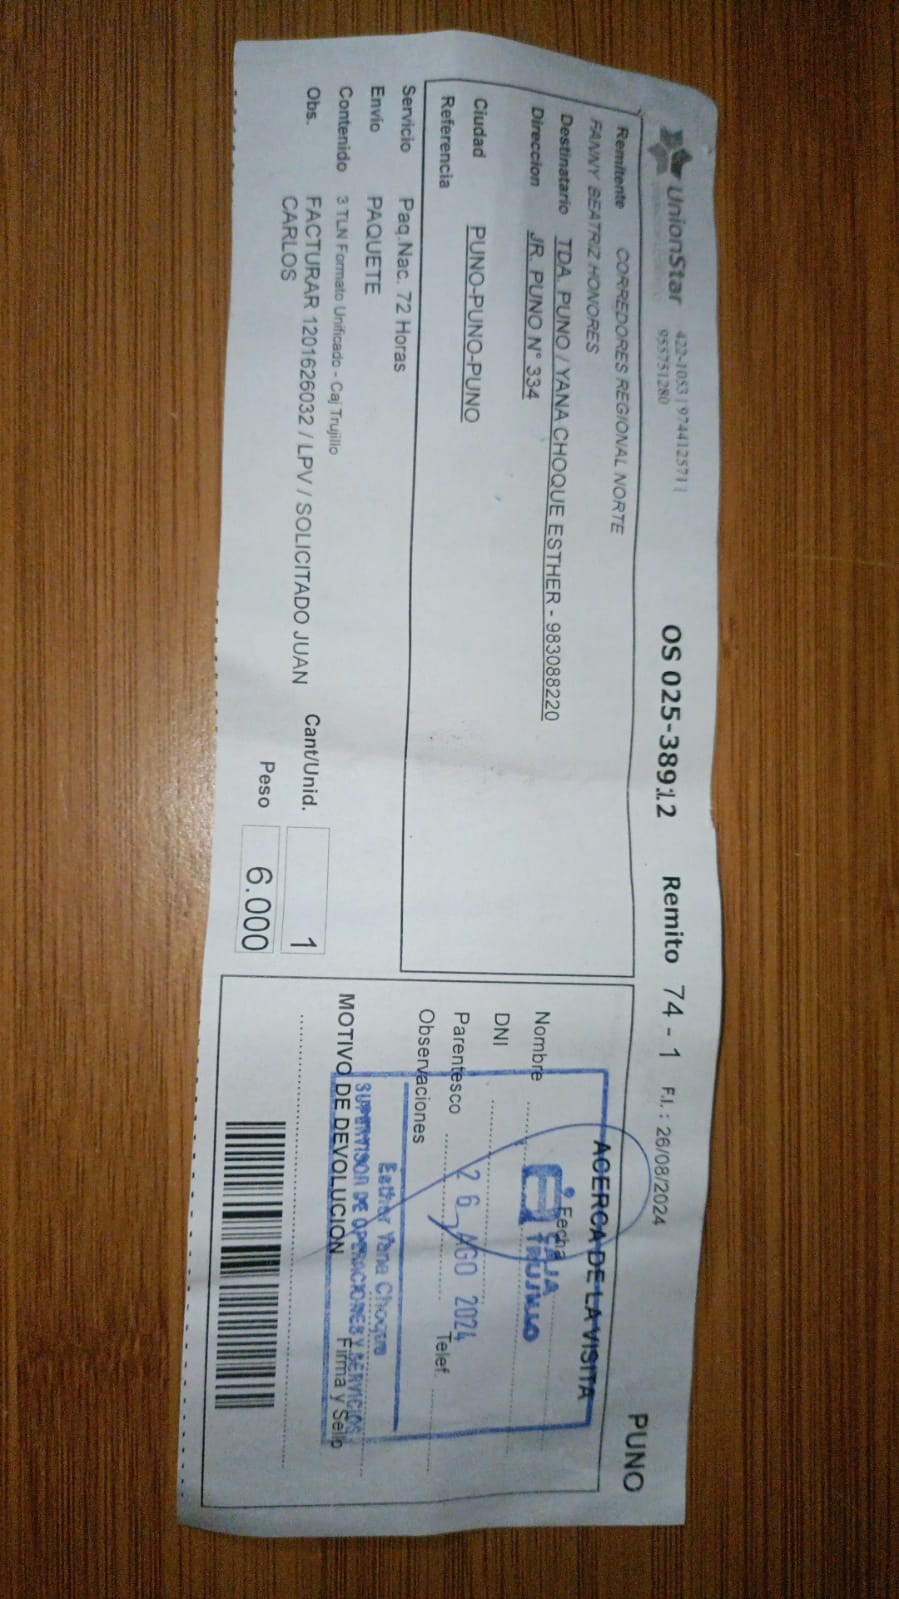 UnionStar
422-1053 | 974412571 |
955751280
OS 025-38912 Remito 74 - 1 F.I. : 26/08/2024 PUNO
Remitente CORREDORES REGIONAL NORTE
FANNY BEATRIZ HONORES
Destinatario TDA. PUNO / YANA CHOQUE ESTHER - 983088220
Direccion JR. PUNO N° 334
Ciudad PUNO-PUNO-PUNO
Referencia
Servicio Paq.Nac. 72 Horas
Envio PAQUETE
Contenido 3 TLN Formato Unificado - Caj Trujillo
Obs. FACTURAR 1201626032 / LPV / SOLICITADO JUAN
CARLOS
Cant/Unid. 1
Peso 6.000
ACERCA DE LA VISITA
Fecha
Nombre
DNI
Parentesco
Telef.
Observaciones
MOTIVO DE DEVOLUCION
Firma y Sello
CAJA
TRUJILLO
26 AGO 2024
Esther Yana Choque
SUPERVISOR DE OPERACIONES Y SERVICIOS